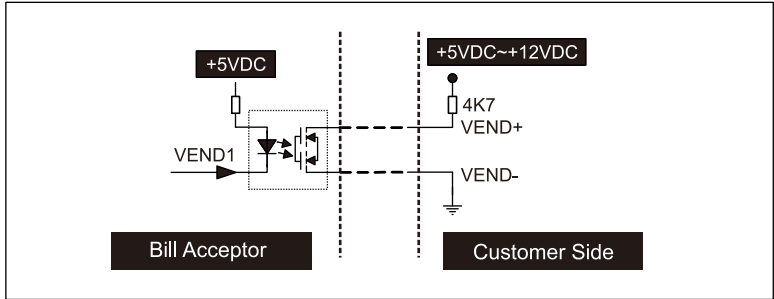 +5VDC
+5VDC~+12VDC
4K7
VEND+
VEND1
VEND-
Bill Acceptor
Customer Side